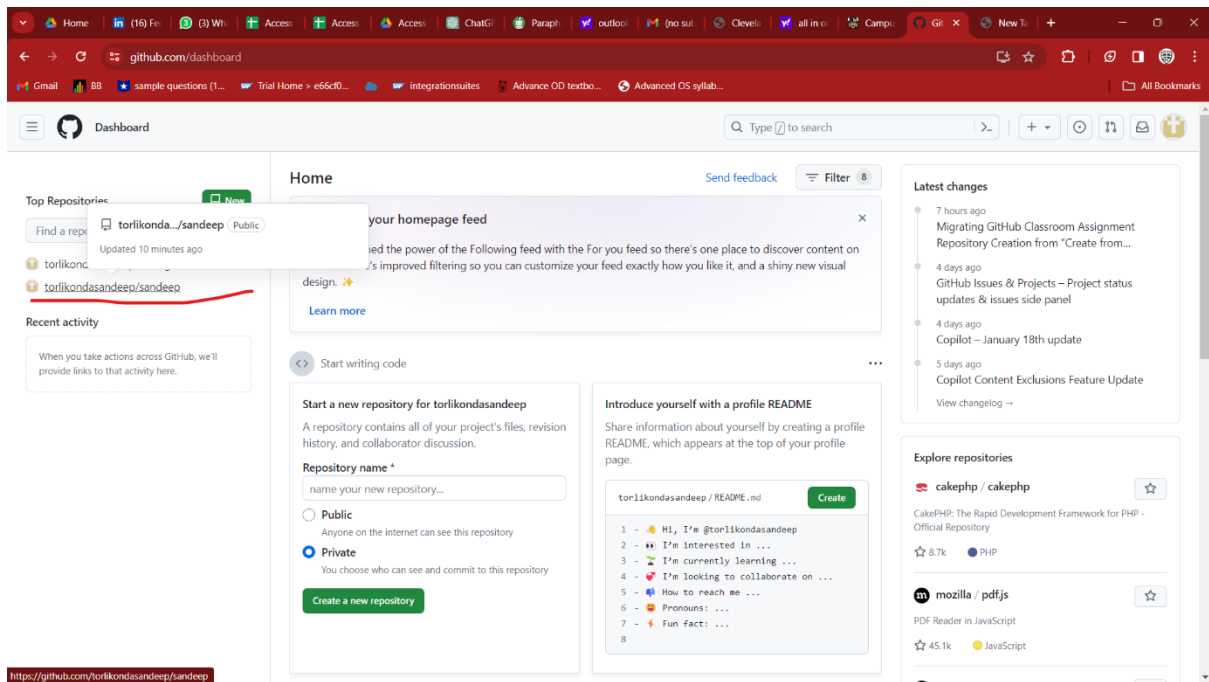 Home
(16) Fe
(3) Wh
Access
Access
Access
ChatG
Paraph
outlool
(no sub
Clevela
all in o
Campu
Git
New Ta
github.com/dashboard
Gmail
BB
sample questions (1...
Trial Home > e66cf0...
integrationsuites
Advance OD textbo...
Advanced OS syllab...
All Bookmarks
Dashboard
Type / to search
Top Repositories
New
Find a repo
torlikonda.../sandeep Public
Updated 10 minutes ago
torlikond
torlikondasandeep/sandeep
Recent activity
When you take actions across GitHub, we'll
provide links to that activity here.
Home
Send feedback
Filter 8
your homepage feed
ned the power of the Following feed with the For you feed so there's one place to discover content on
's improved filtering so you can customize your feed exactly how you like it, and a shiny new visual
design. ✨
Learn more
Start writing code
Start a new repository for torlikondasandeep
A repository contains all of your project's files, revision
history, and collaborator discussion.
Repository name *
name your new repository...
Public
Anyone on the internet can see this repository
Private
You choose who can see and commit to this repository
Create a new repository
Introduce yourself with a profile README
Share information about yourself by creating a profile
README, which appears at the top of your profile
page.
torlikondasandeep / README.md
Create
1 - 👋 Hi, I'm @torlikondasandeep
2 - 👀 I'm interested in ...
3 - 🌱 I'm currently learning ...
4 - 💞️ I'm looking to collaborate on ...
5 - 📫 How to reach me ...
6 - 😄 Pronouns: ...
7 - ⚡ Fun fact: ...
8
Latest changes
7 hours ago
Migrating GitHub Classroom Assignment
Repository Creation from "Create from...
4 days ago
GitHub Issues & Projects – Project status
updates & issues side panel
4 days ago
Copilot – January 18th update
5 days ago
Copilot Content Exclusions Feature Update
View changelog →
Explore repositories
cakephp / cakephp
CakePHP: The Rapid Development Framework for PHP -
Official Repository
8.7k
PHP
mozilla / pdf.js
PDF Reader in JavaScript
45.1k
JavaScript
https://github.com/torlikondasandeep/sandeep